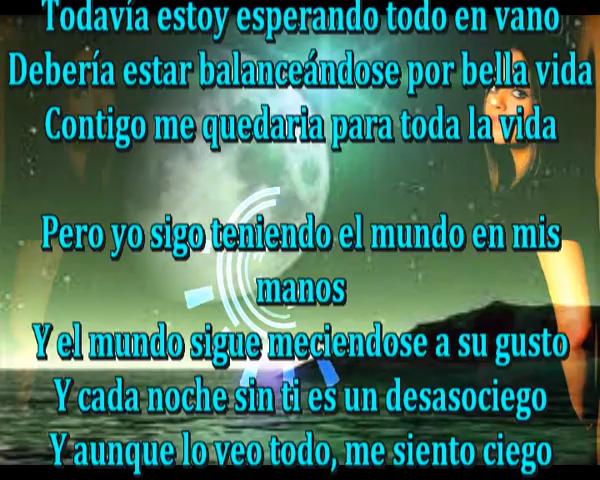 Todavía estoy esperando todo en vano
Debería estar balanceándose por bella vida
Contigo me quedaria para toda la vida
Pero yo sigo teniendo el mundo en mis
manos
Y el mundo sigue meciendose a su gusto
Y cada noche sin ti es un desasociego
Y aunque lo veo todo, me siento ciego